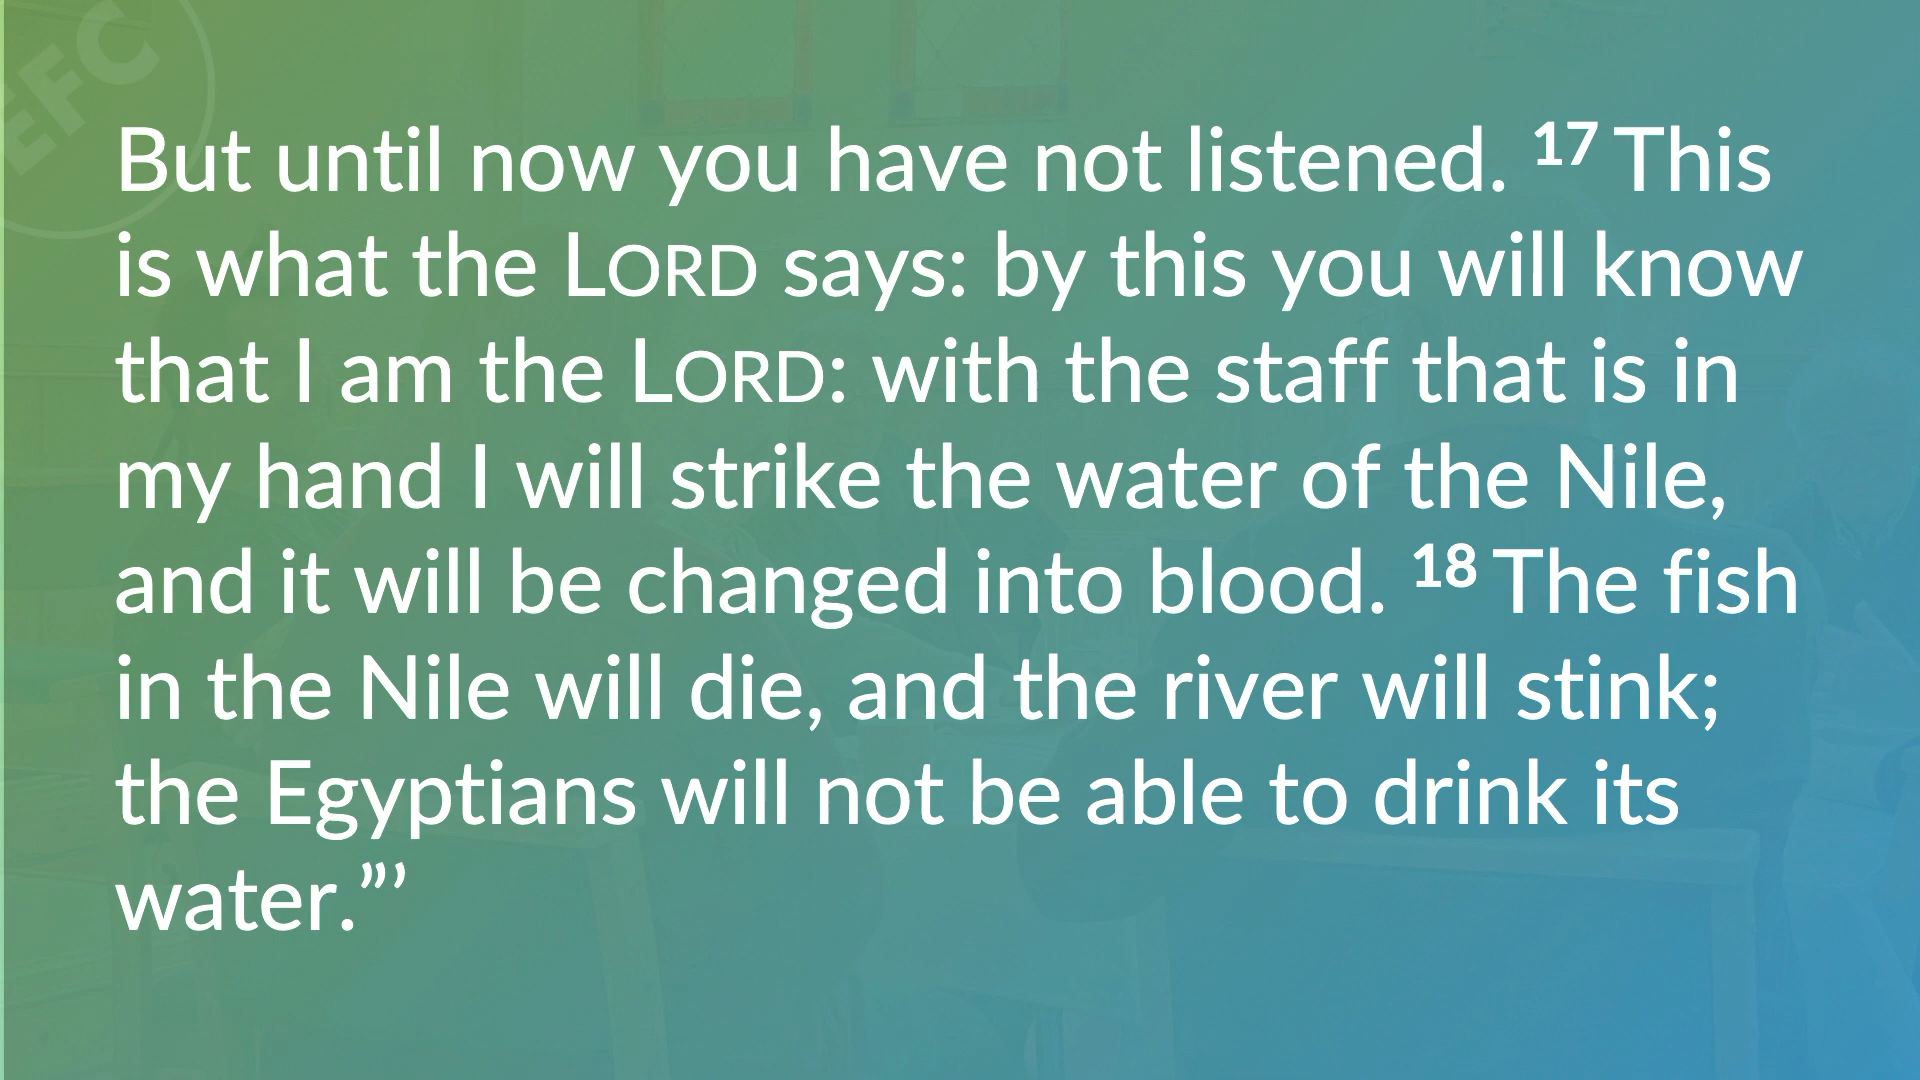 EFC
But until now you have not listened. 17 This
is what the LORD says: by this you will know
that I am the LORD: with the staff that is in
my hand I will strike the water of the Nile,
and it will be changed into blood. 18 The fish
in the Nile will die, and the river will stink;
the Egyptians will not be able to drink its
water.”’